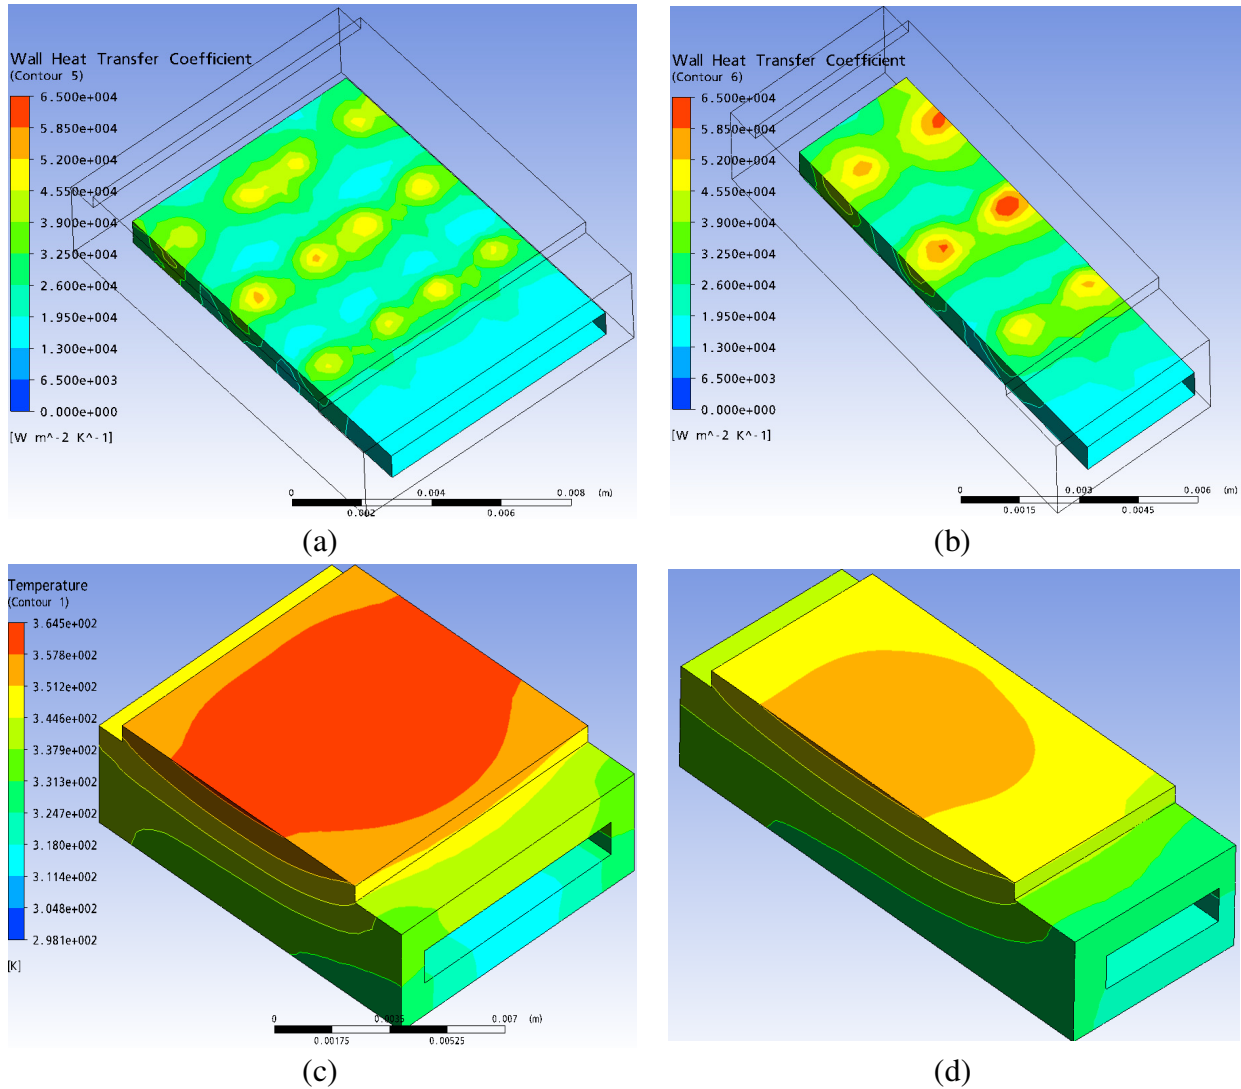 Wall Heat Transfer Coefficient
(Contour 5)
6.500e+004
5.850e+004
5.200e+004
4.550e+004
3.900e+004
3.250e+004
2.600e+004
1.950e+004
1.300e+004
6.500e+003
0.000e+000
[W m^-2 K^-1]
0 0.004 0.008 (m)
0.002 0.006
(a)
Wall Heat Transfer Coefficient
(Contour 6)
6.500e+004
5.850e+004
5.200e+004
4.550e+004
3.900e+004
3.250e+004
2.600e+004
1.950e+004
1.300e+004
6.500e+003
0.000e+000
[W m^-2 K^-1]
0 0.003 0.006 (m)
0.0015 0.0045
(b)
Temperature
(Contour 1)
3.645e+002
3.578e+002
3.512e+002
3.445e+002
3.379e+002
3.313e+002
3.247e+002
3.180e+002
3.114e+002
3.048e+002
2.981e+002
[K]
0 0.0035 0.007 (m)
0.00175 0.00525
(c)
(d)